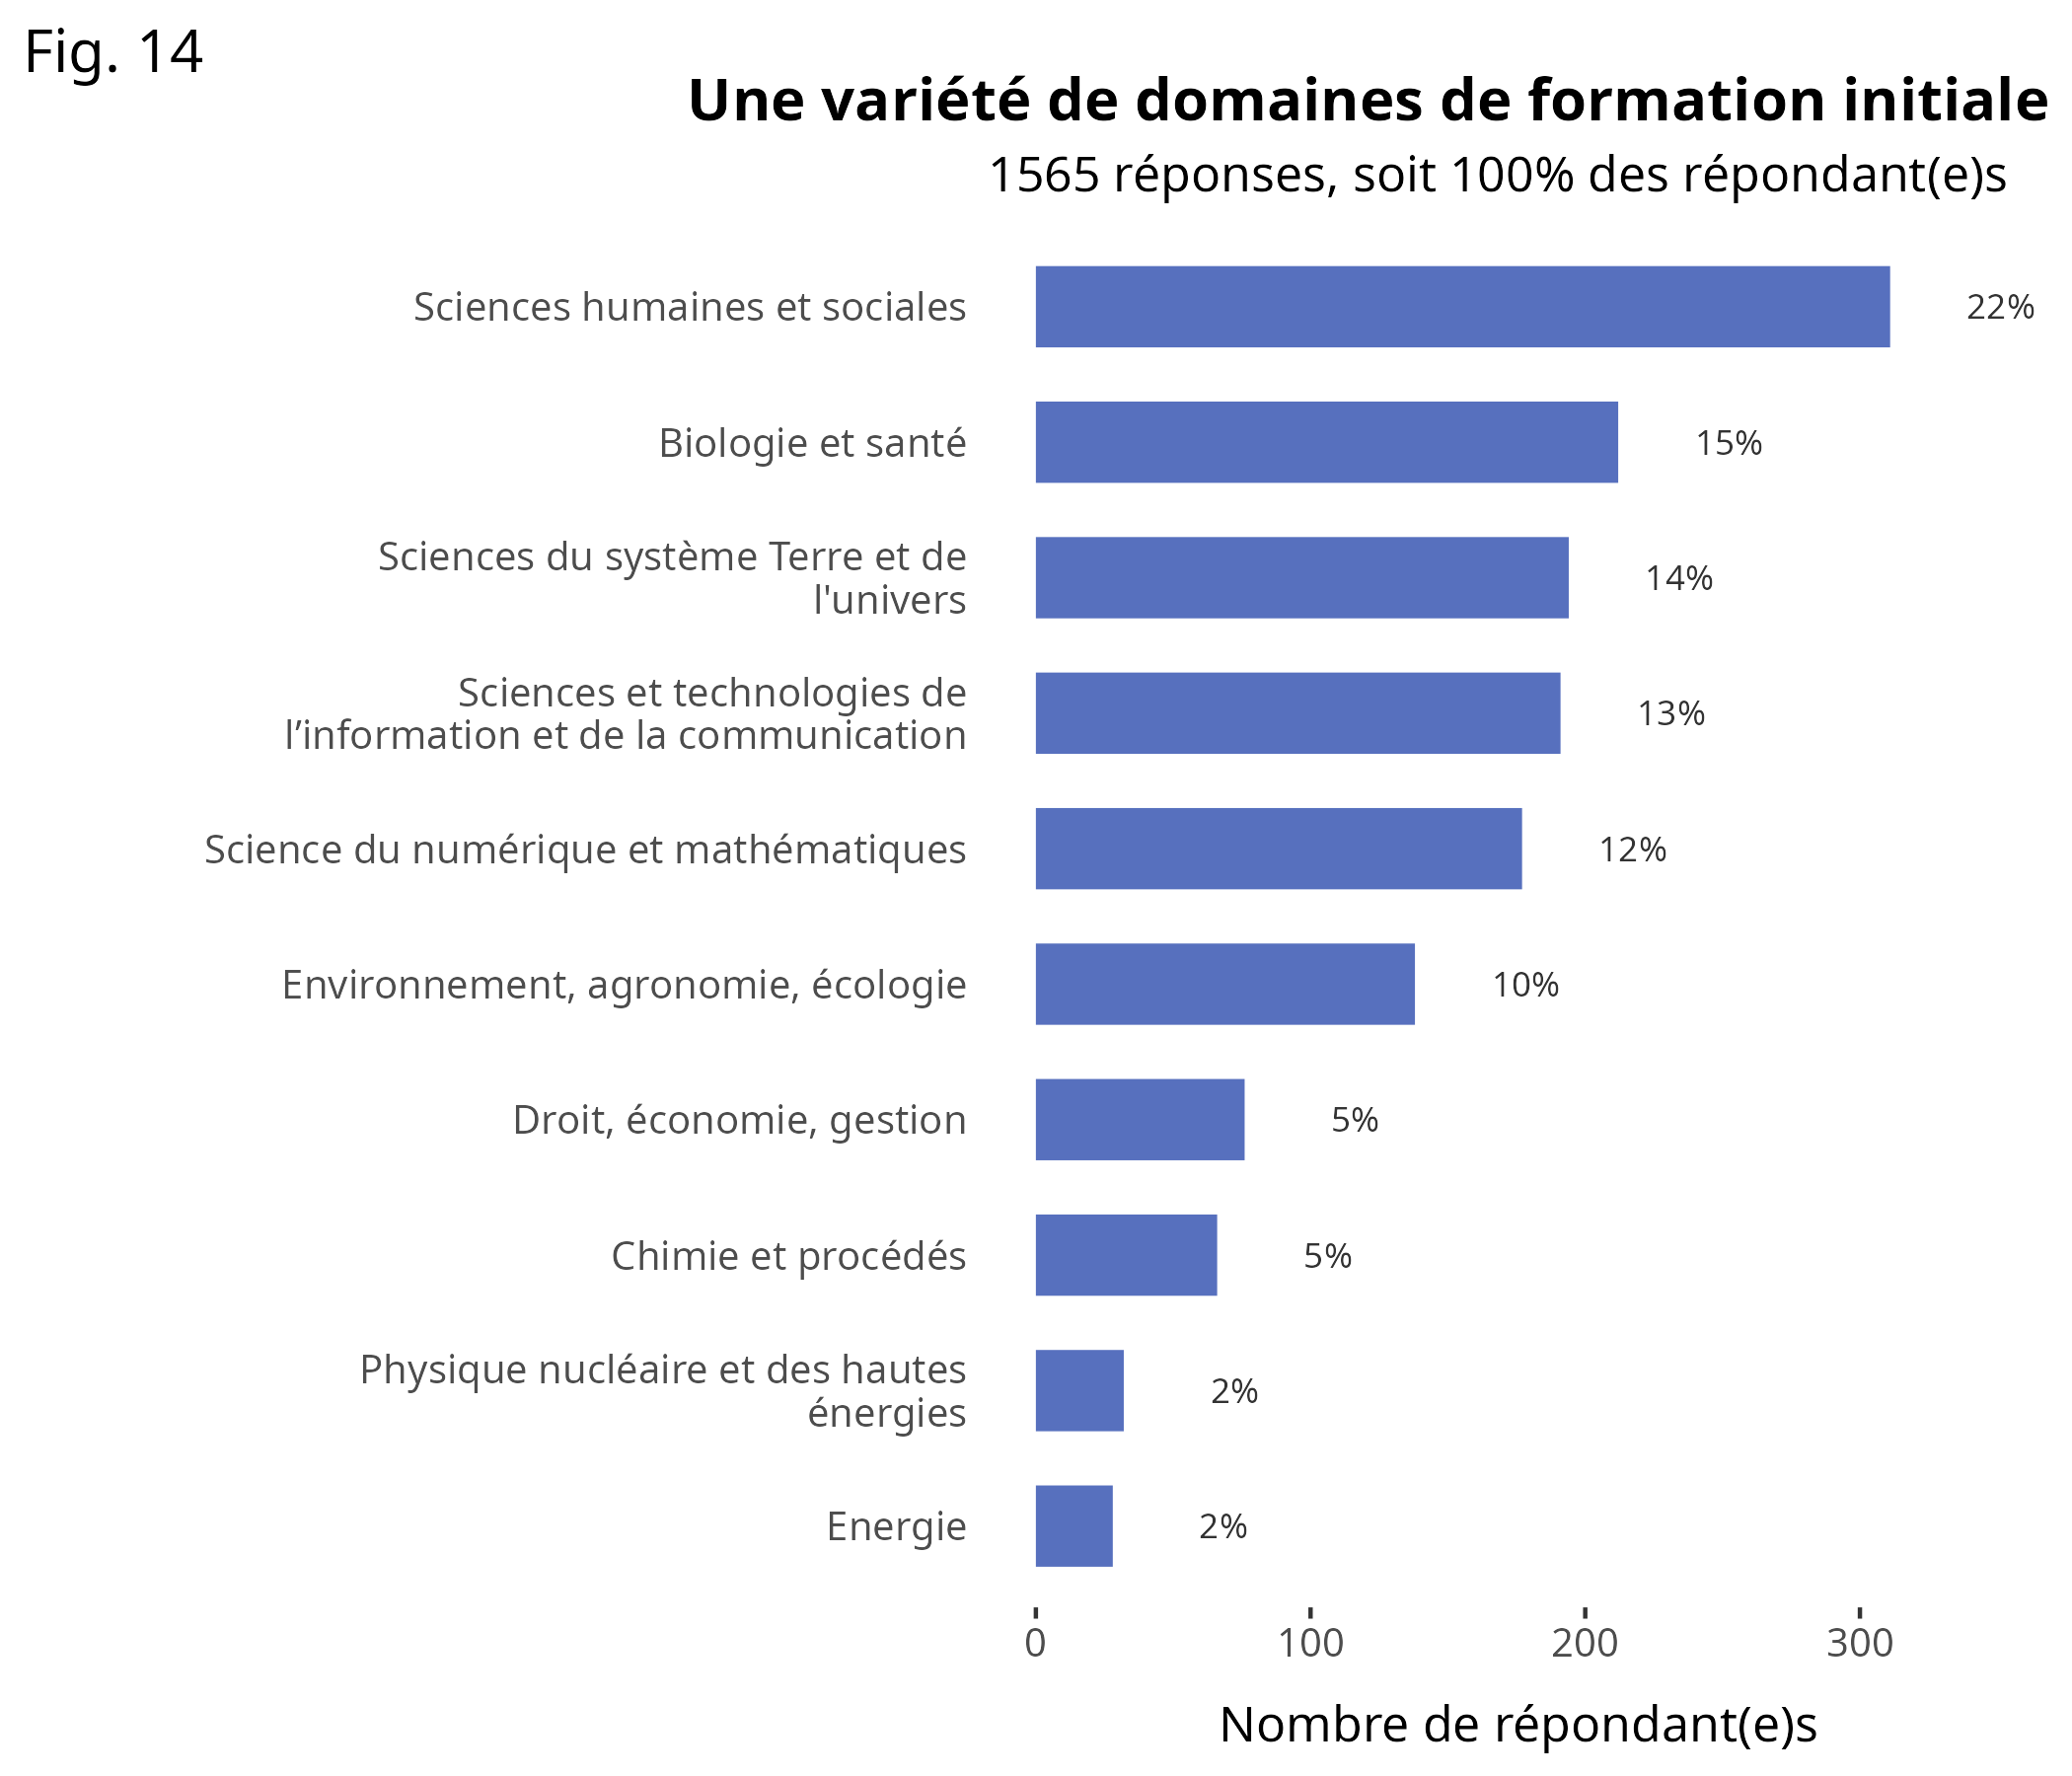 Fig. 14
Une variété de domaines de formation initiale
1565 réponses, soit 100% des répondant(e)s
Sciences humaines et sociales
22%
Biologie et santé
15%
Sciences du système Terre et de
l'univers
14%
Sciences et technologies de
l’information et de la communication
13%
Science du numérique et mathématiques
12%
Environnement, agronomie, écologie
10%
Droit, économie, gestion
5%
Chimie et procédés
5%
Physique nucléaire et des hautes
énergies
2%
Energie
2%
0 100 200 300
Nombre de répondant(e)s